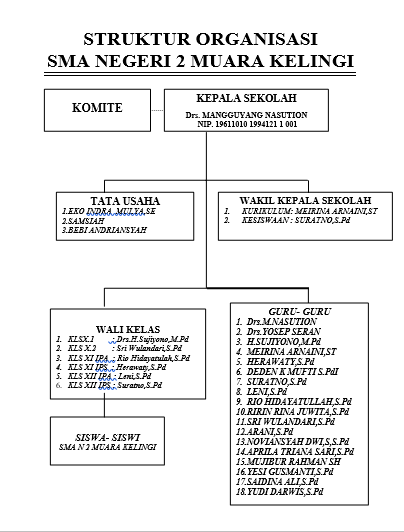 STRUKTUR ORGANISASI
SMA NEGERI 2 MUARA KELINGI
KOMITE
KEPALA SEKOLAH
Drs. MANGGUYANG NASUTION
NIP. 19611010 1994121 1 001
TATA USAHA
1.EKO INDRA MULYA,SE
2.SAMSIAH
3.BEBI ANDRIANSYAH
WAKIL KEPALA SEKOLAH
1. KURIKULUM: MEIRINA ARNAINI,ST
2. KESISWAAN : SURATNO,S.Pd
WALI KELAS
1. KLSX.1 : Drs.H.Sujiyono,M.Pd
2. KLS X.2 : Sri Wulandari,S.Pd
3. KLS XI IPA : Rio Hidayatulah,S.Pd
4. KLS XI IPS : Herawaty,S.Pd
5. KLS XII IPA : Leni,S.Pd
6. KLS XII IPS : Suratno,S.Pd
SISWA- SISWI
SMA N 2 MUARA KELINGI
GURU- GURU
1. Drs.M.NASUTION
2. Drs.YOSEP SERAN
3. H.SUJIYONO,M.Pd
4. MEIRINA ARNAINI,ST
5. HERAWATY,S.Pd
6. DEDEN K MUFTI S.PdI
7. SURATNO,S.Pd
8. LENI,S.Pd
9. RIO HIDAYATULLAH,S.Pd
10.RIRIN RINA JUWITA,S.Pd
11.SRI WULANDARI,S.Pd
12.ARANI,S.Pd
13.NOVIANSYAH DWI,S,S.Pd
14.APRILA TRIANA SARI,S.Pd
15.MUJIBUR RAHMAN SH
16.YESI GUSMANTI,S.Pd
17.SAIDINA ALI,S.Pd
18.YUDI DARWIS,S.Pd